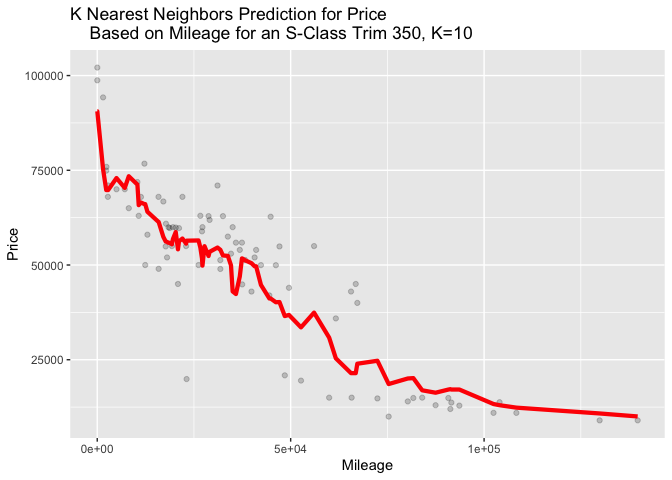 K Nearest Neighbors Prediction for Price
Based on Mileage for an S-Class Trim 350, K=10
100000
75000
50000
25000
Price
0e+00
5e+04
1e+05
Mileage